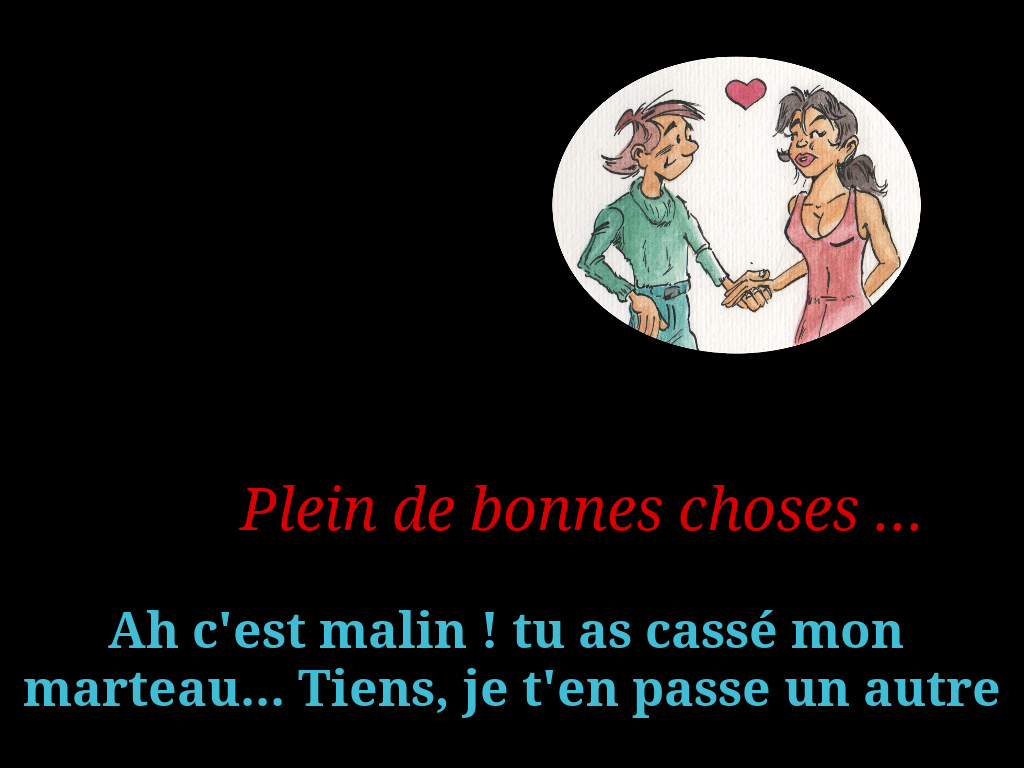 Plein de bonnes choses ...
Ah c'est malin ! tu as cassé mon
marteau... Tiens, je t'en passe un autre